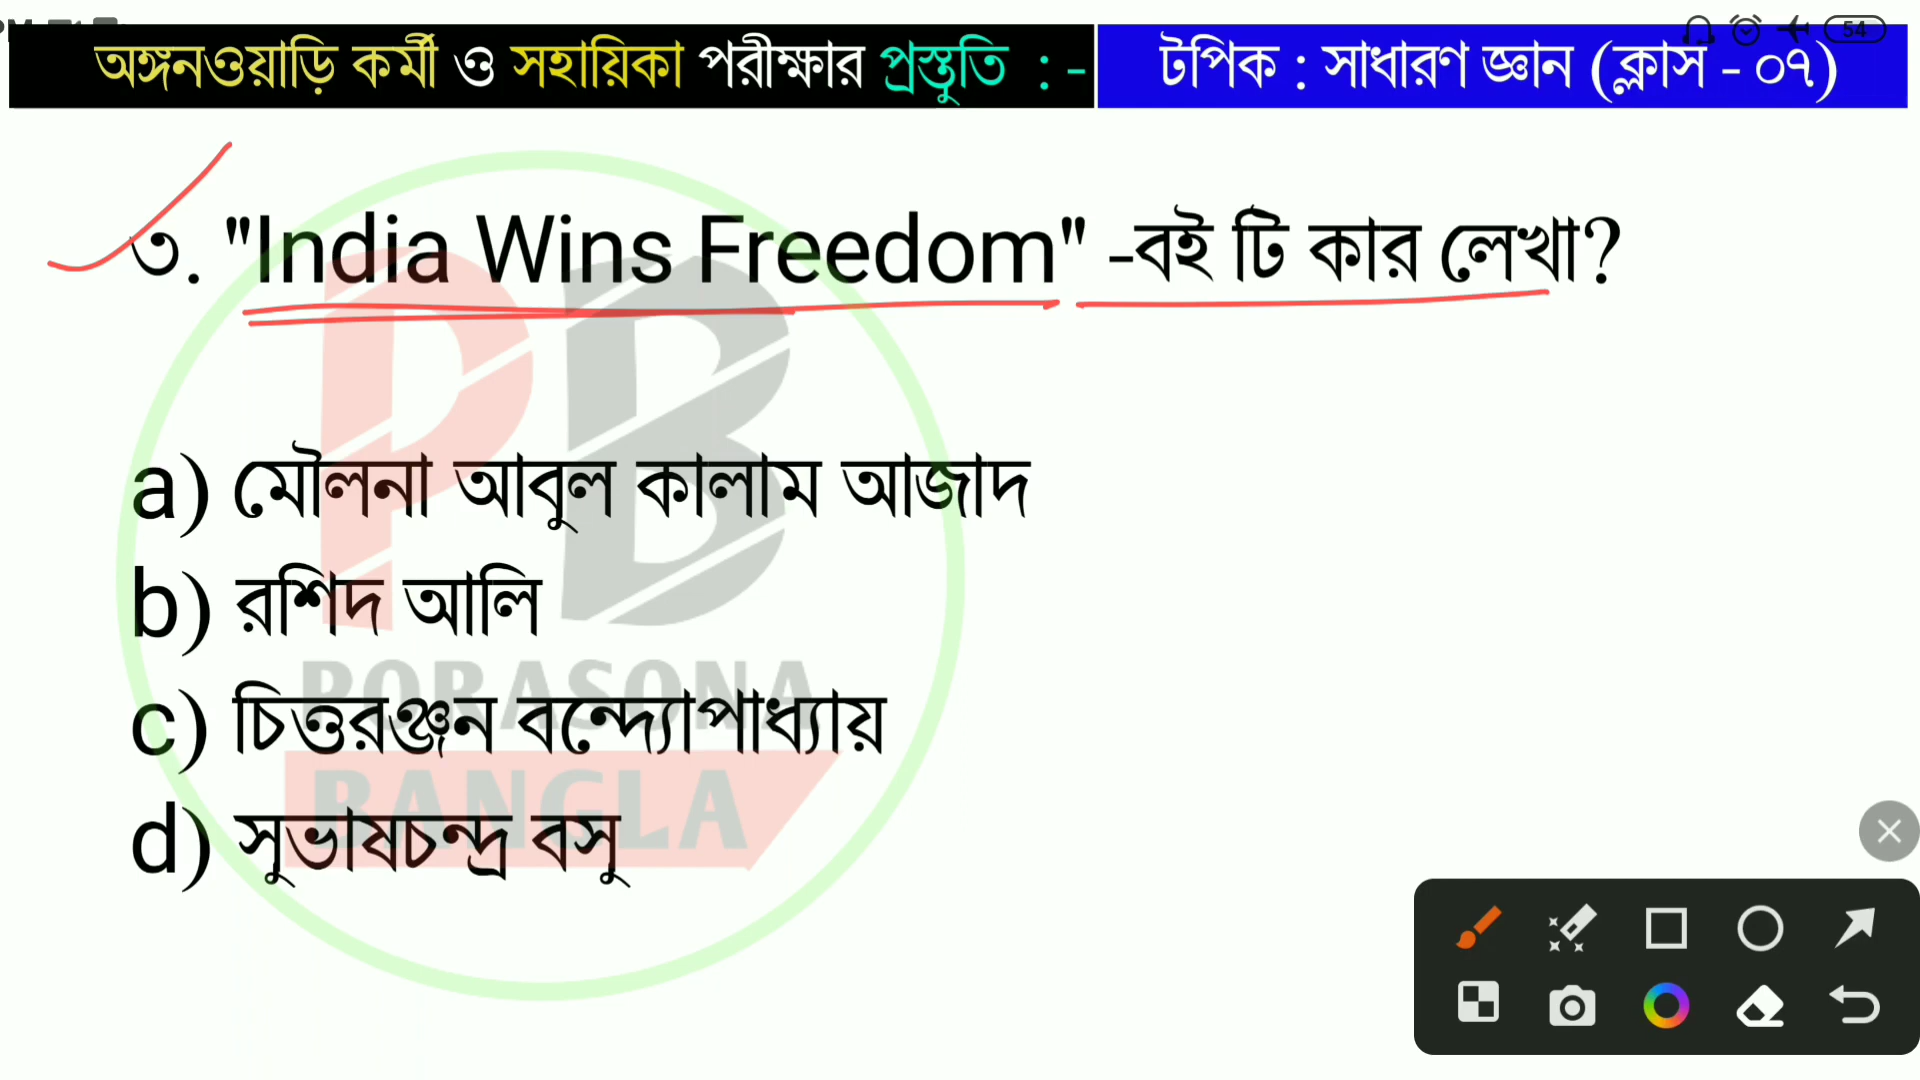 54
অঙ্গনওয়াড়ি কর্মী ও সহায়িকা পরীক্ষার প্রস্তুতি : - টপিক : সাধারণ জ্ঞান (ক্লাস - ০৭)
৩. "India Wins Freedom" -বই টি কার লেখা?
a) মৌলনা আবুল কালাম আজাদ
b) রশিদ আলি
PORASONA
c) চিত্তরঞ্জন বন্দ্যোপাধ্যায়
BANGLA
d) সুভাষচন্দ্র বসু